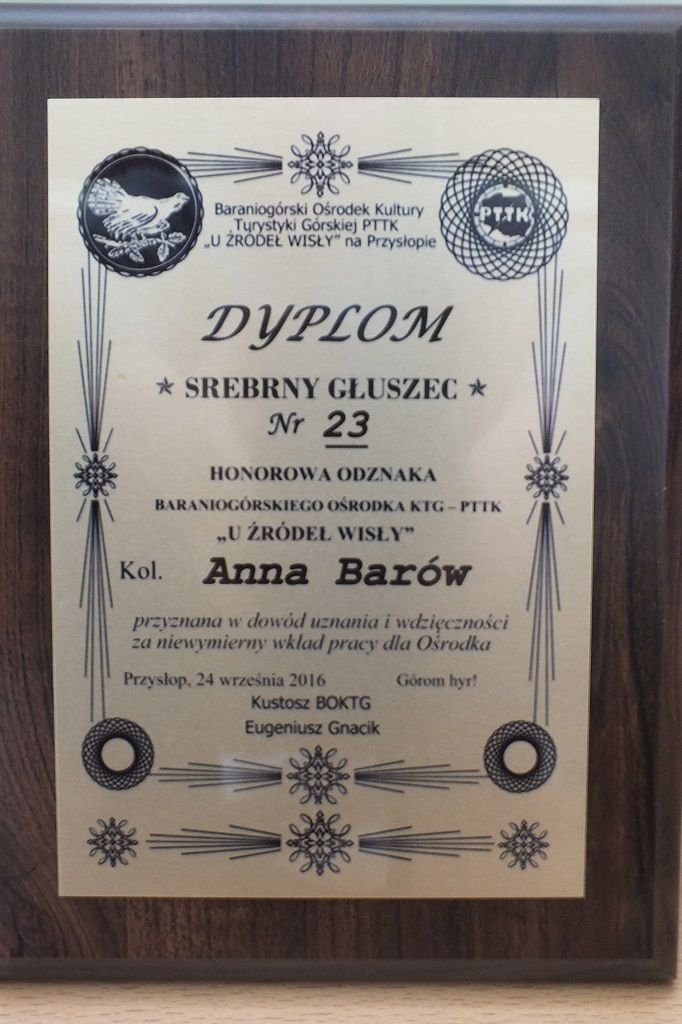 Baraniogórski Ośrodek Kultury
Turystyki Górskiej PTTK
„U ŹRÓDEŁ WISŁY” na Przysłopie
PTTK
DYPLOM
★ SREBRNY GŁUSZEC ★
Nr 23
HONOROWA ODZNAKA
BARANIOGÓRSKIEGO OŚRODKA KTG – PTTK
„U ŹRÓDEŁ WISŁY”
Kol. Anna Barów
przyznana w dowód uznania i wdzięczności
za niewymierny wkład pracy dla Ośrodka
Przysłop, 24 września 2016 Górom hyr!
Kustosz BOKTG
Eugeniusz Gnacik